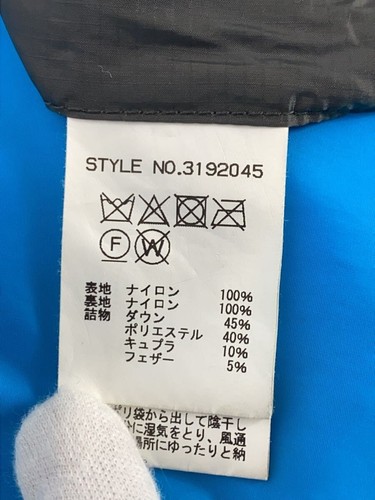 STYLE NO.3192045
F W
表地 ナイロン 100%
裏地 ナイロン 100%
詰物 ダウン 45%
ポリエステル 40%
キュプラ 10%
フェザー 5%
袋から出して陰干し
に湿気をとり、風通
場所にゆったりと納